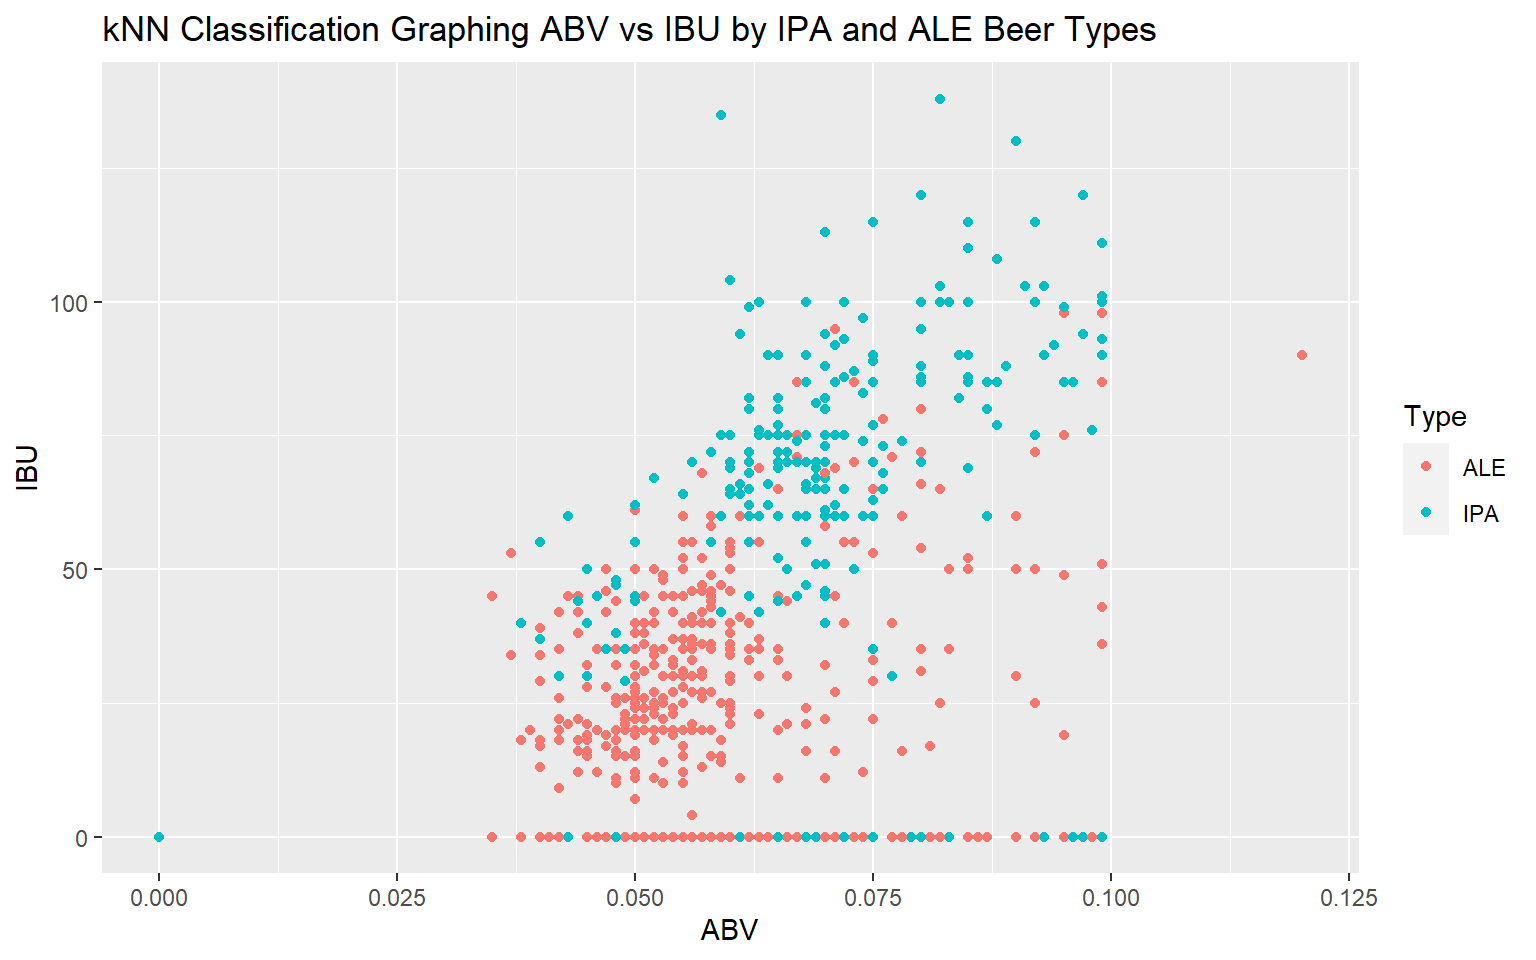 kNN Classification Graphing ABV vs IBU by IPA and ALE Beer Types
100
50
0
IBU
0.000 0.025 0.050 0.075 0.100 0.125
ABV
Type
ALE
IPA